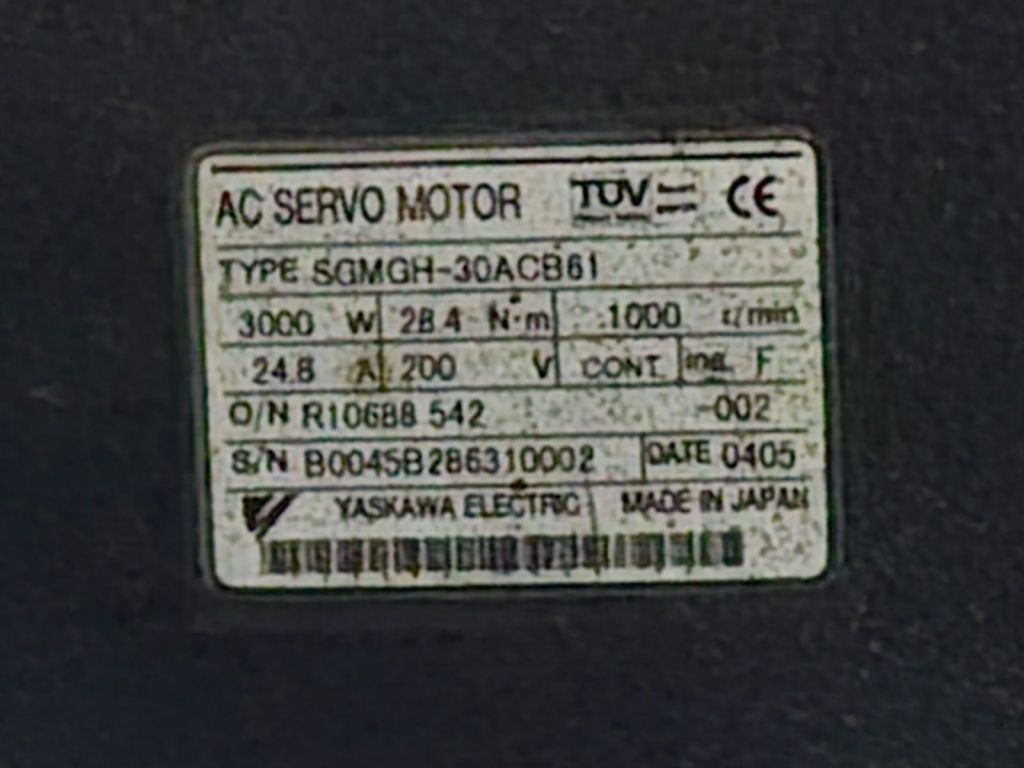 AC SERVO MOTOR TÜV CE
TYPE SGMGH-30ACB61
3000 W 28.4 N·m 1000 r/min
24.8 A 200 V CONT. ins. F
O/N R10688 542 -002
S/N B0045B286310002 DATE 0405
YASKAWA ELECTRIC MADE IN JAPAN